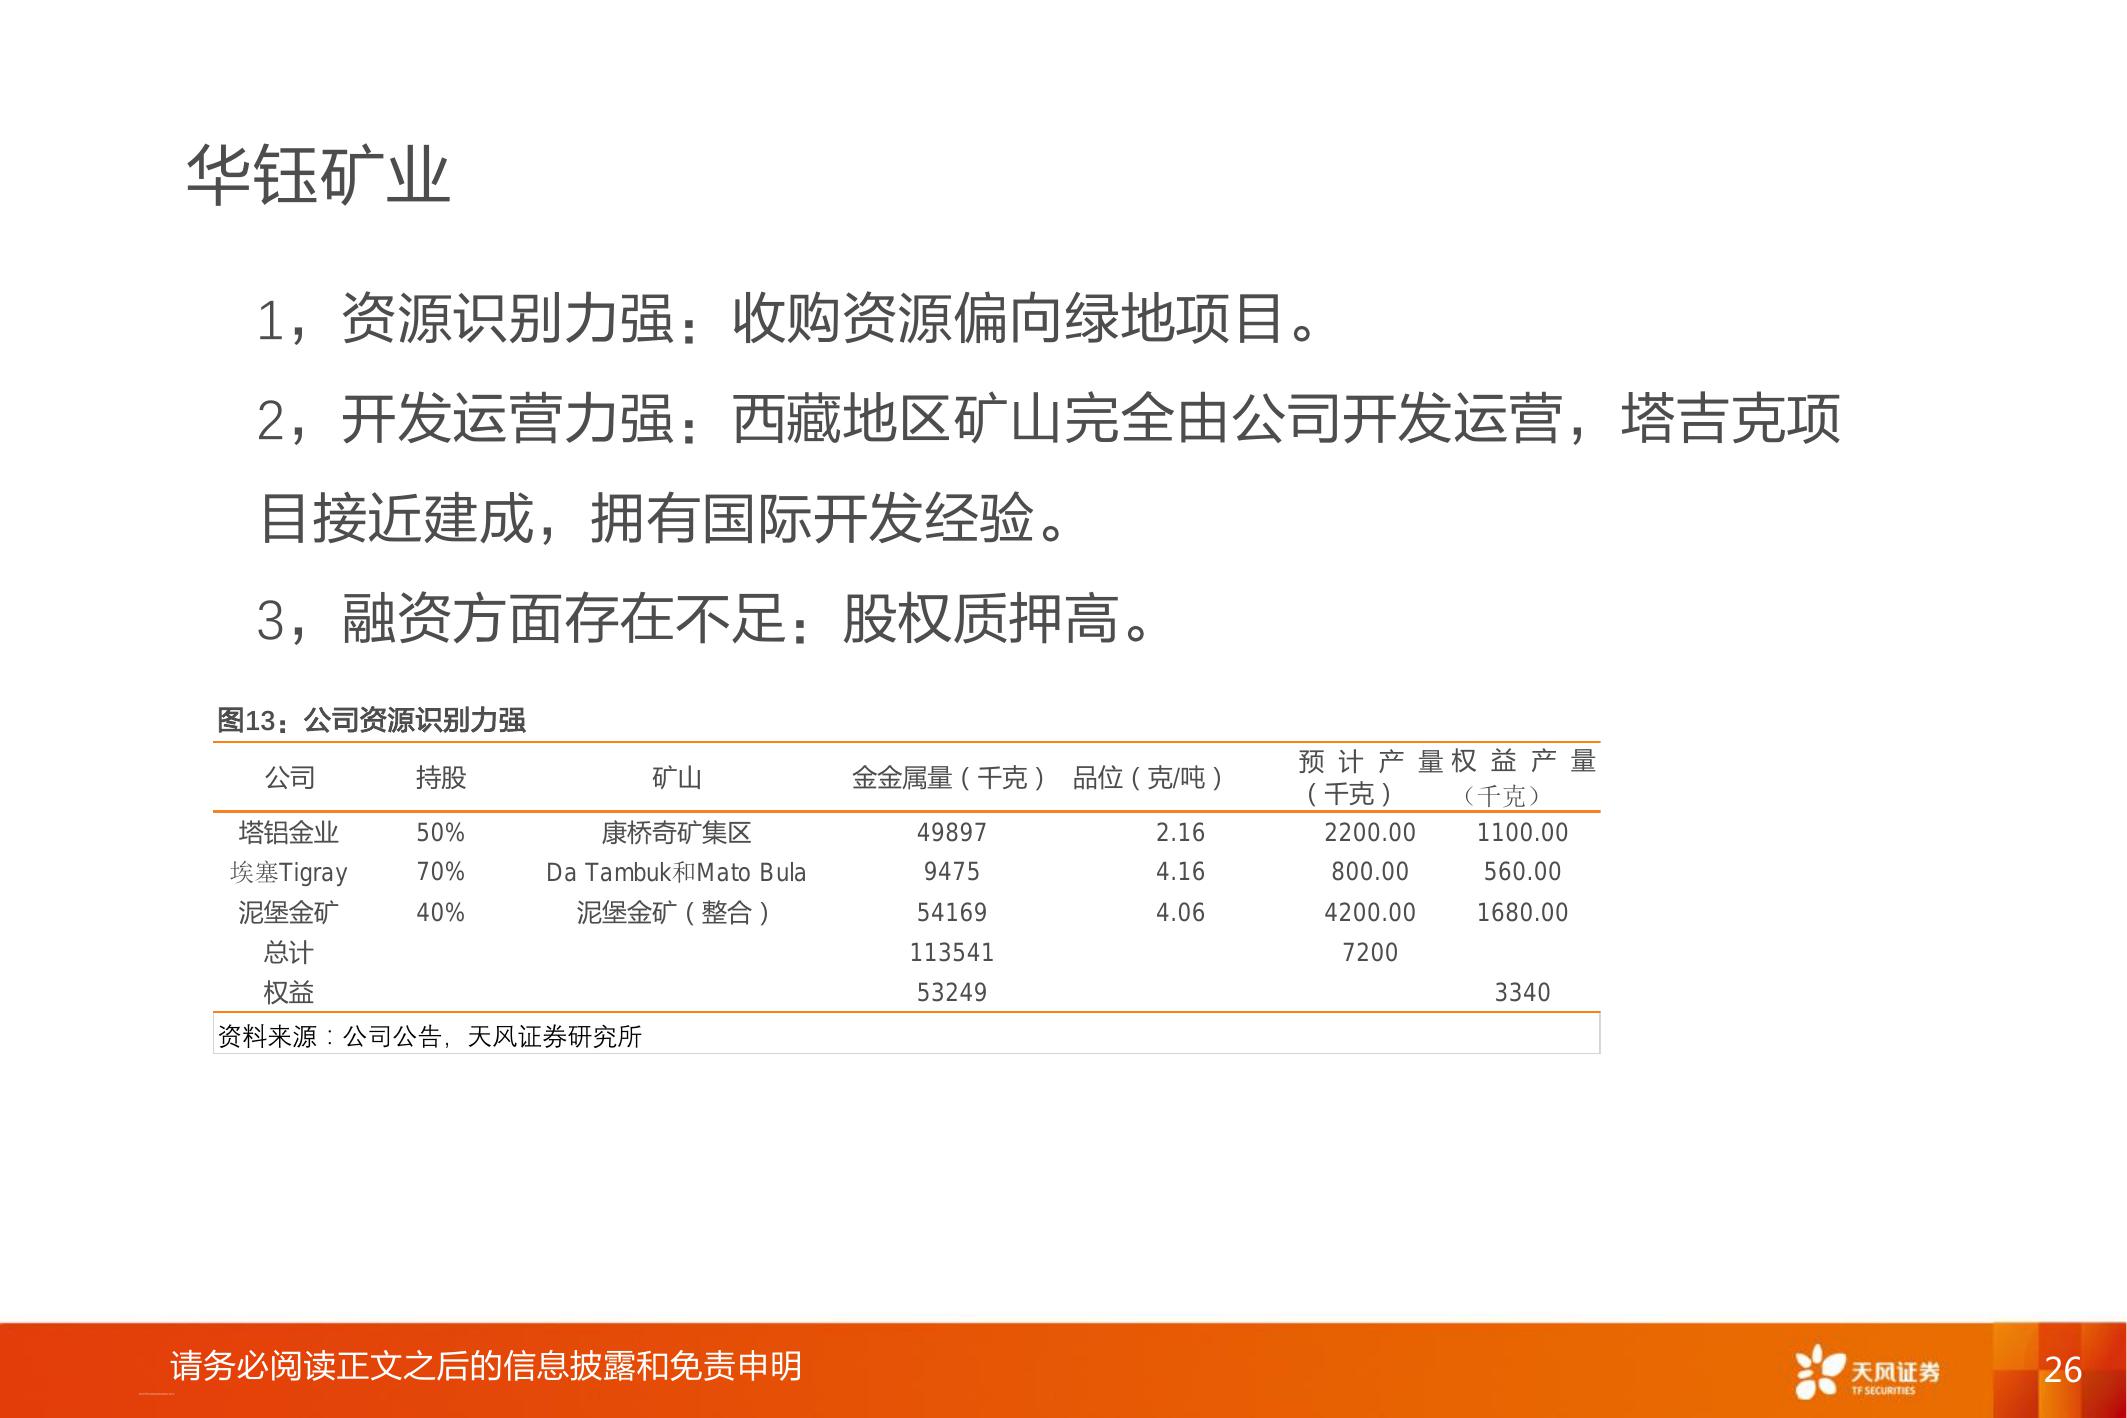 华钰矿业
1，资源识别力强：收购资源偏向绿地项目。
2，开发运营力强：西藏地区矿山完全由公司开发运营，塔吉克项
目接近建成，拥有国际开发经验。
3，融资方面存在不足：股权质押高。
图13：公司资源识别力强
公司 持股 矿山 金金属量（千克） 品位（克/吨） 预计产量（千克） 权益产量（千克）
塔铝金业 50% 康桥奇矿集区 49897 2.16 2200.00 1100.00
埃塞Tigray 70% Da Tambuk和Mato Bula 9475 4.16 800.00 560.00
泥堡金矿 40% 泥堡金矿（整合） 54169 4.06 4200.00 1680.00
总计 113541 7200
权益 53249 3340
资料来源：公司公告，天风证券研究所
请务必阅读正文之后的信息披露和免责申明
天风证券
TF SECURITIES
26